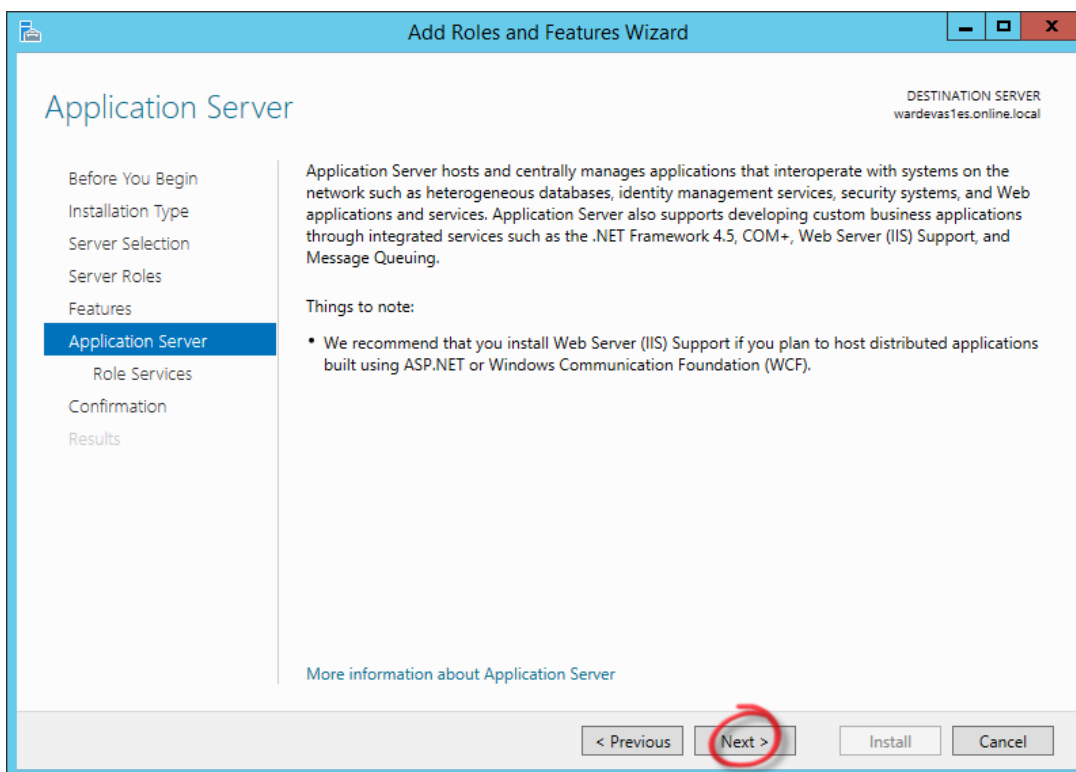 Add Roles and Features Wizard
Application Server
DESTINATION SERVER
wardevas1es.online.local
Before You Begin
Installation Type
Server Selection
Server Roles
Features
Application Server
Role Services
Confirmation
Results
Application Server hosts and centrally manages applications that interoperate with systems on the
network such as heterogeneous databases, identity management services, security systems, and Web
applications and services. Application Server also supports developing custom business applications
through integrated services such as the .NET Framework 4.5, COM+, Web Server (IIS) Support, and
Message Queuing.
Things to note:
• We recommend that you install Web Server (IIS) Support if you plan to host distributed applications
built using ASP.NET or Windows Communication Foundation (WCF).
More information about Application Server
< Previous
Next >
Install
Cancel